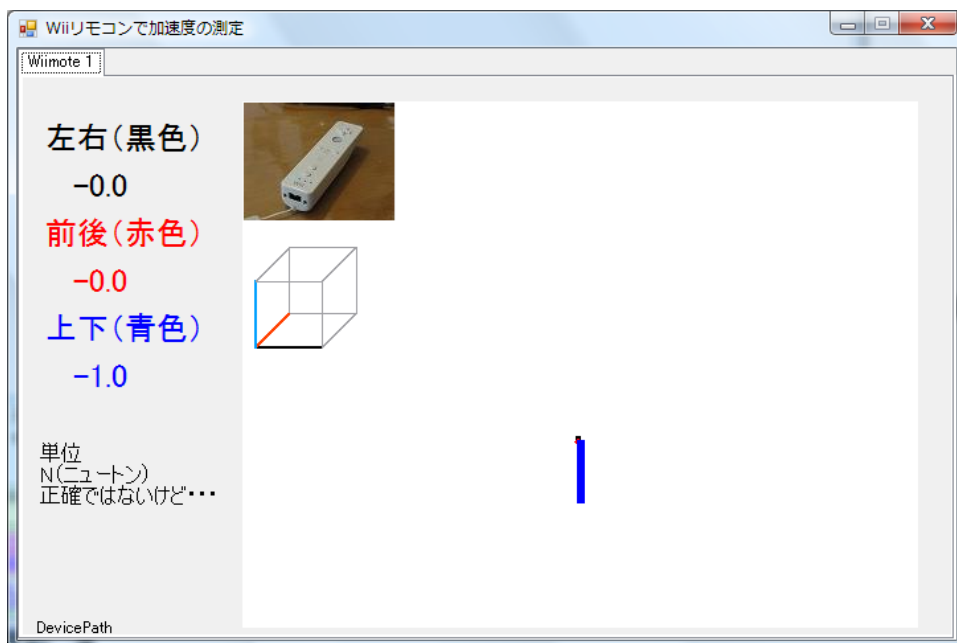 Wiiリモコンで加速度の測定
Wiimote 1
左右(黒色)
-0.0
前後(赤色)
-0.0
上下(青色)
-1.0
単位
N(ニュートン)
正確ではないけど・・・
DevicePath